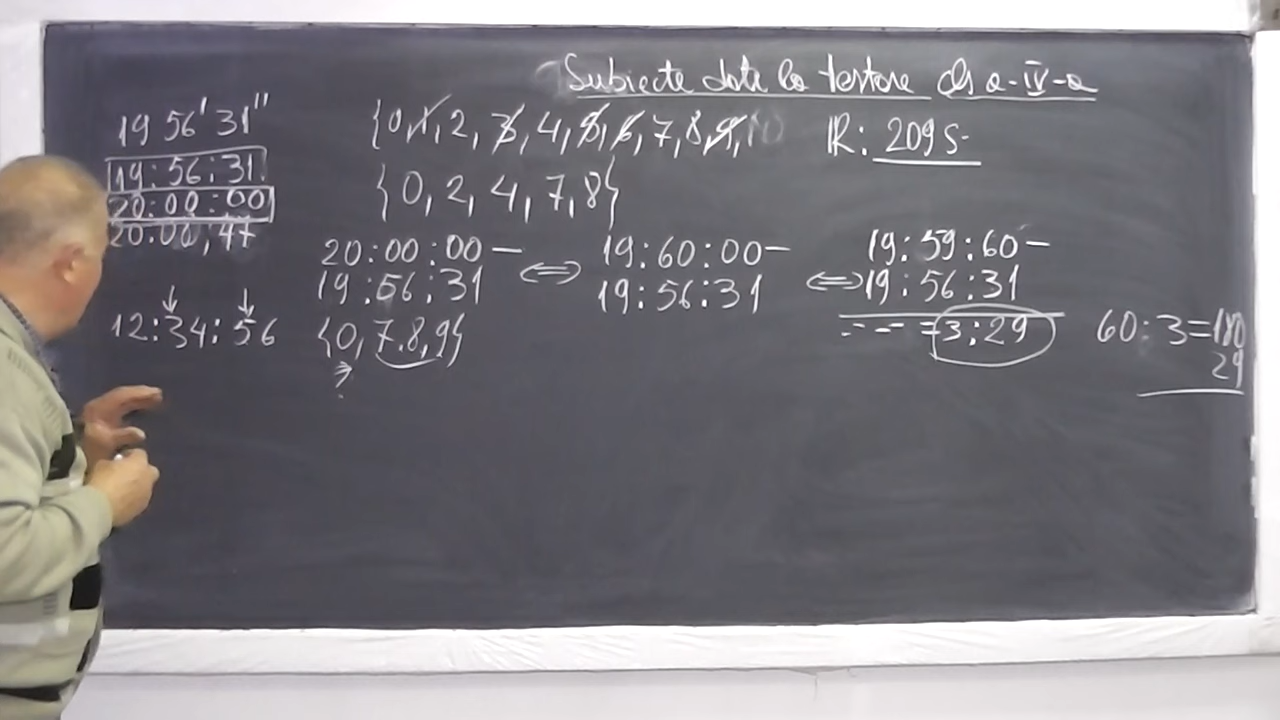 Subiecte date la testare cls a-IV-a
19 56' 31"
19:56:31
20:00:00
20:00:47
12:34:56
{0, 1, 2, 3, 4, 5, 6, 7, 8, 9,
{0, 2, 4, 7, 8}
R: 209 s
20:00:00 −
19:56:31
{0, 7.8,9}
?
⇔
19:60:00 −
19:56:31
⇔
19:59:60 −
19:56:31
-- -- = 3:29
60:3=180
29